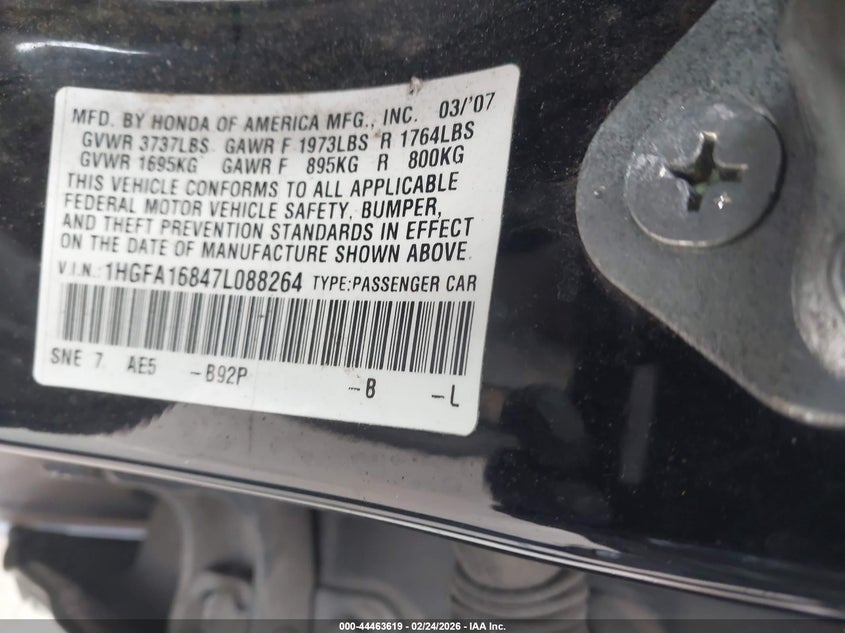 MFD. BY HONDA OF AMERICA MFG., INC. 03/'07
GVWR 3737LBS GAWR F 1973LBS R 1764LBS
GVWR 1695KG GAWR F 895KG R 800KG
THIS VEHICLE CONFORMS TO ALL APPLICABLE
FEDERAL MOTOR VEHICLE SAFETY, BUMPER,
AND THEFT PREVENTION STANDARDS IN EFFECT
ON THE DATE OF MANUFACTURE SHOWN ABOVE.
V.I.N.: 1HGFA16847L088264 TYPE:PASSENGER CAR
SNE 7 AE5 -B92P -B -L
000-44463619 - 02/24/2026 - IAA Inc.